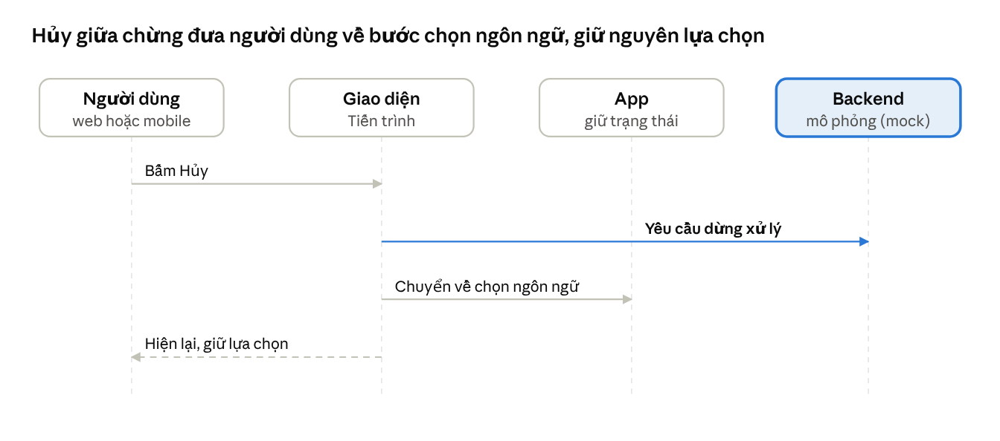 Hủy giữa chừng đưa người dùng về bước chọn ngôn ngữ, giữ nguyên lựa chọn
Người dùng
web hoặc mobile
Giao diện
Tiến trình
App
giữ trạng thái
Backend
mô phỏng (mock)
Bấm Hủy
Yêu cầu dừng xử lý
Chuyển về chọn ngôn ngữ
Hiện lại, giữ lựa chọn